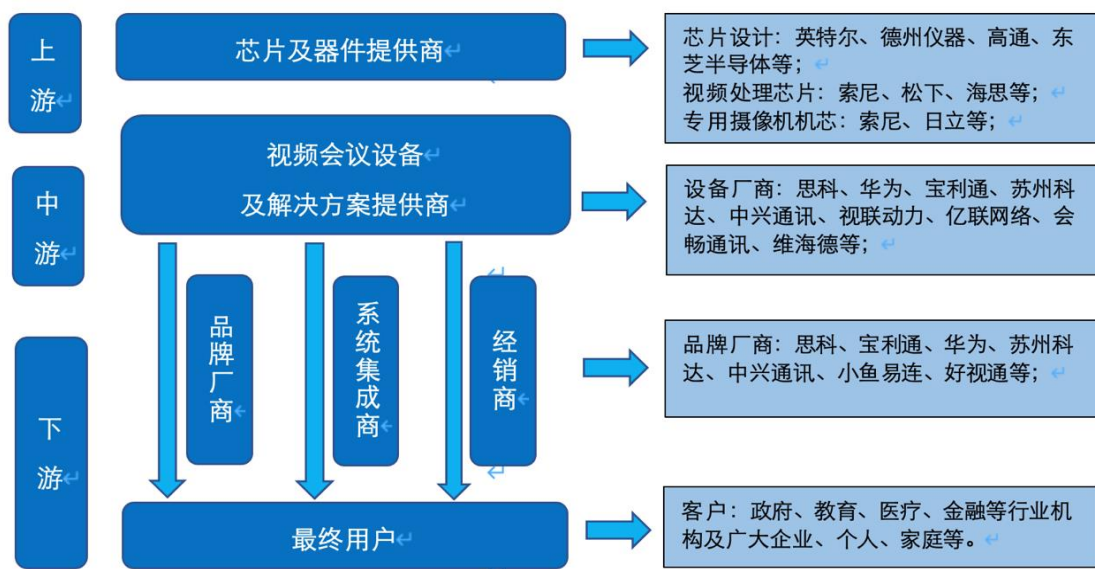 上
游
芯片及器件提供商
芯片设计：英特尔、德州仪器、高通、东
芝半导体等；
视频处理芯片：索尼、松下、海思等；
专用摄像机机芯：索尼、日立等；
中
游
视频会议设备
及解决方案提供商
设备厂商：思科、华为、宝利通、苏州科
达、中兴通讯、视联动力、亿联网络、会
畅通讯、维海德等；
下
游
品牌厂商
系统集成商
经销商
品牌厂商：思科、宝利通、华为、苏州科
达、中兴通讯、小鱼易连、好视通等；
最终用户
客户：政府、教育、医疗、金融等行业机
构及广大企业、个人、家庭等。